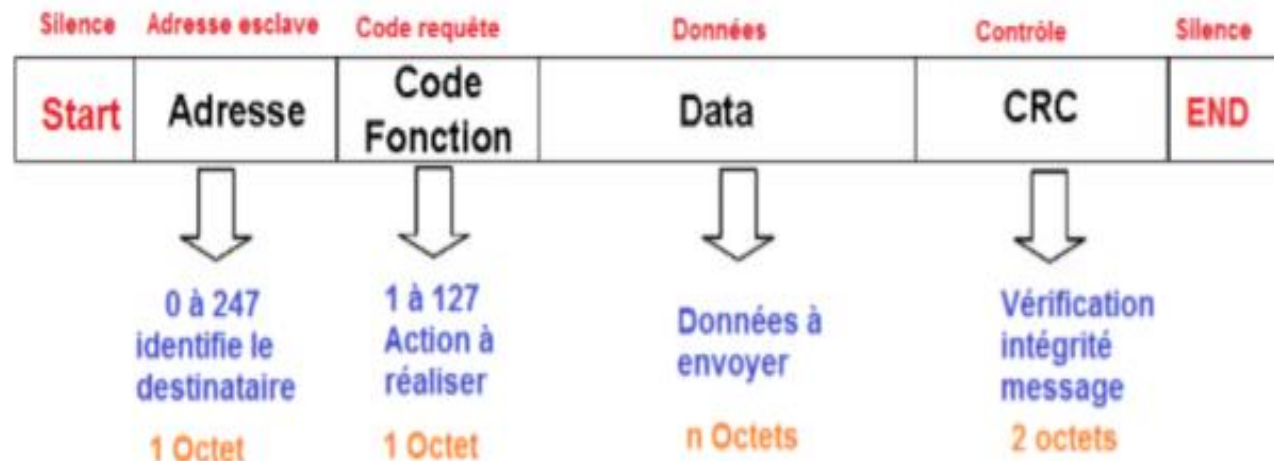 Silence Adresse esclave Code requête Données Contrôle Silence
Start Adresse Code Fonction Data CRC END
0 à 247
identifie le
destinataire
1 Octet
1 à 127
Action à
réaliser
1 Octet
Données à
envoyer
n Octets
Vérification
intégrité
message
2 octets